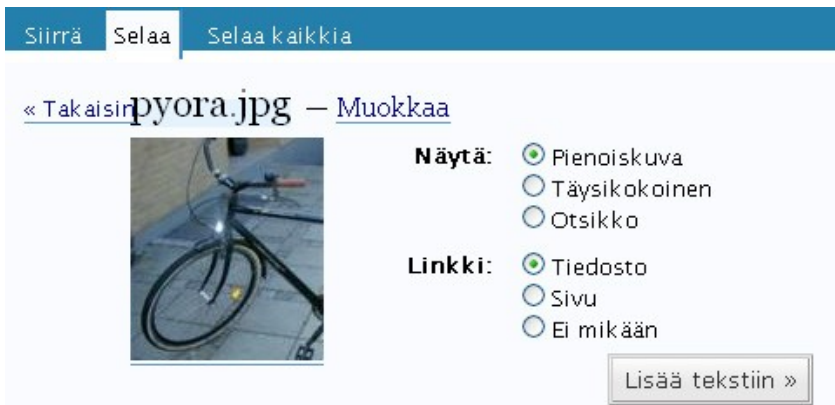 Siirrä Selaa Selaa kaikkia
« Takaisin pyora.jpg — Muokkaa
Näytä: Pienoiskuva
Täysikokoinen
Otsikko
Linkki: Tiedosto
Sivu
Ei mikään
Lisää tekstiin »